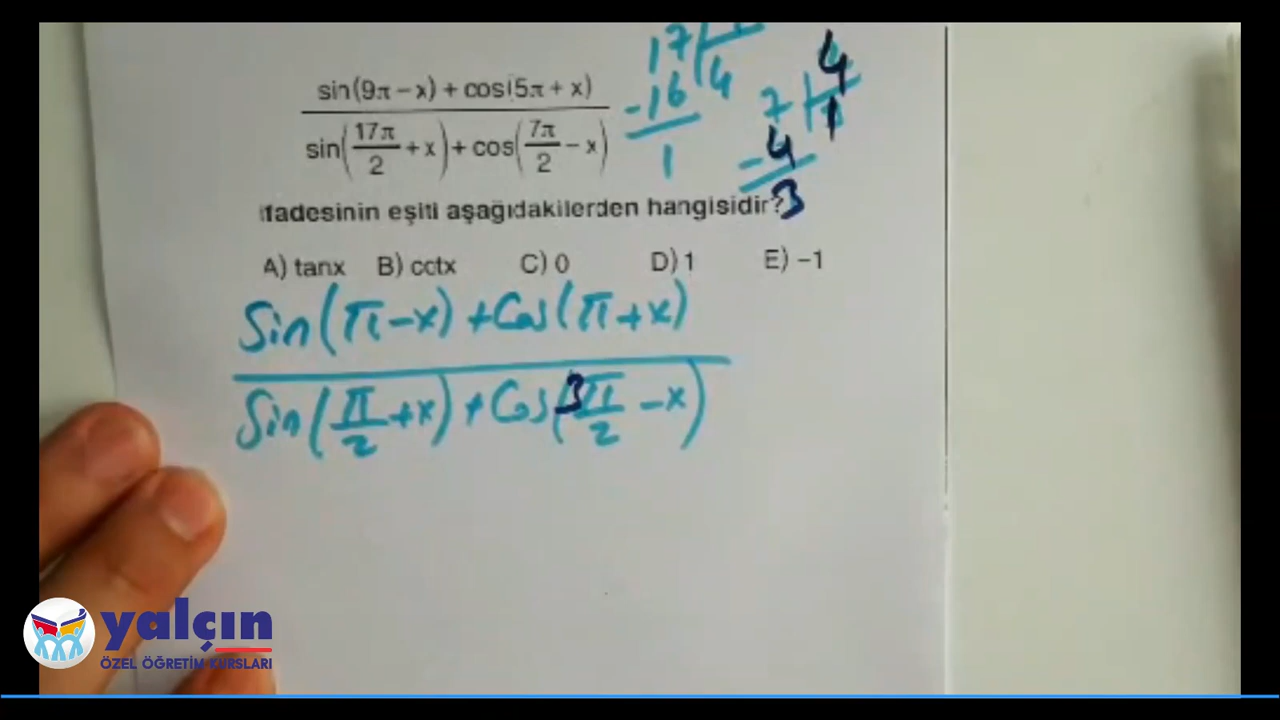 sin(9π − x) + cos(5π + x)
sin(17π/2 + x) + cos(7π/2 − x)
ifadesinin eşiti aşağıdakilerden hangisidir?
A) tanx B) cctx C) 0 D) 1 E) −1
17 4
-16
1
7 4
1
-4
3
Sin(π-x) + Cos(π+x)
Sin(π/2 +x) + Cos(3π/2 -x)
yalçın
ÖZEL ÖĞRETİM KURSLARI